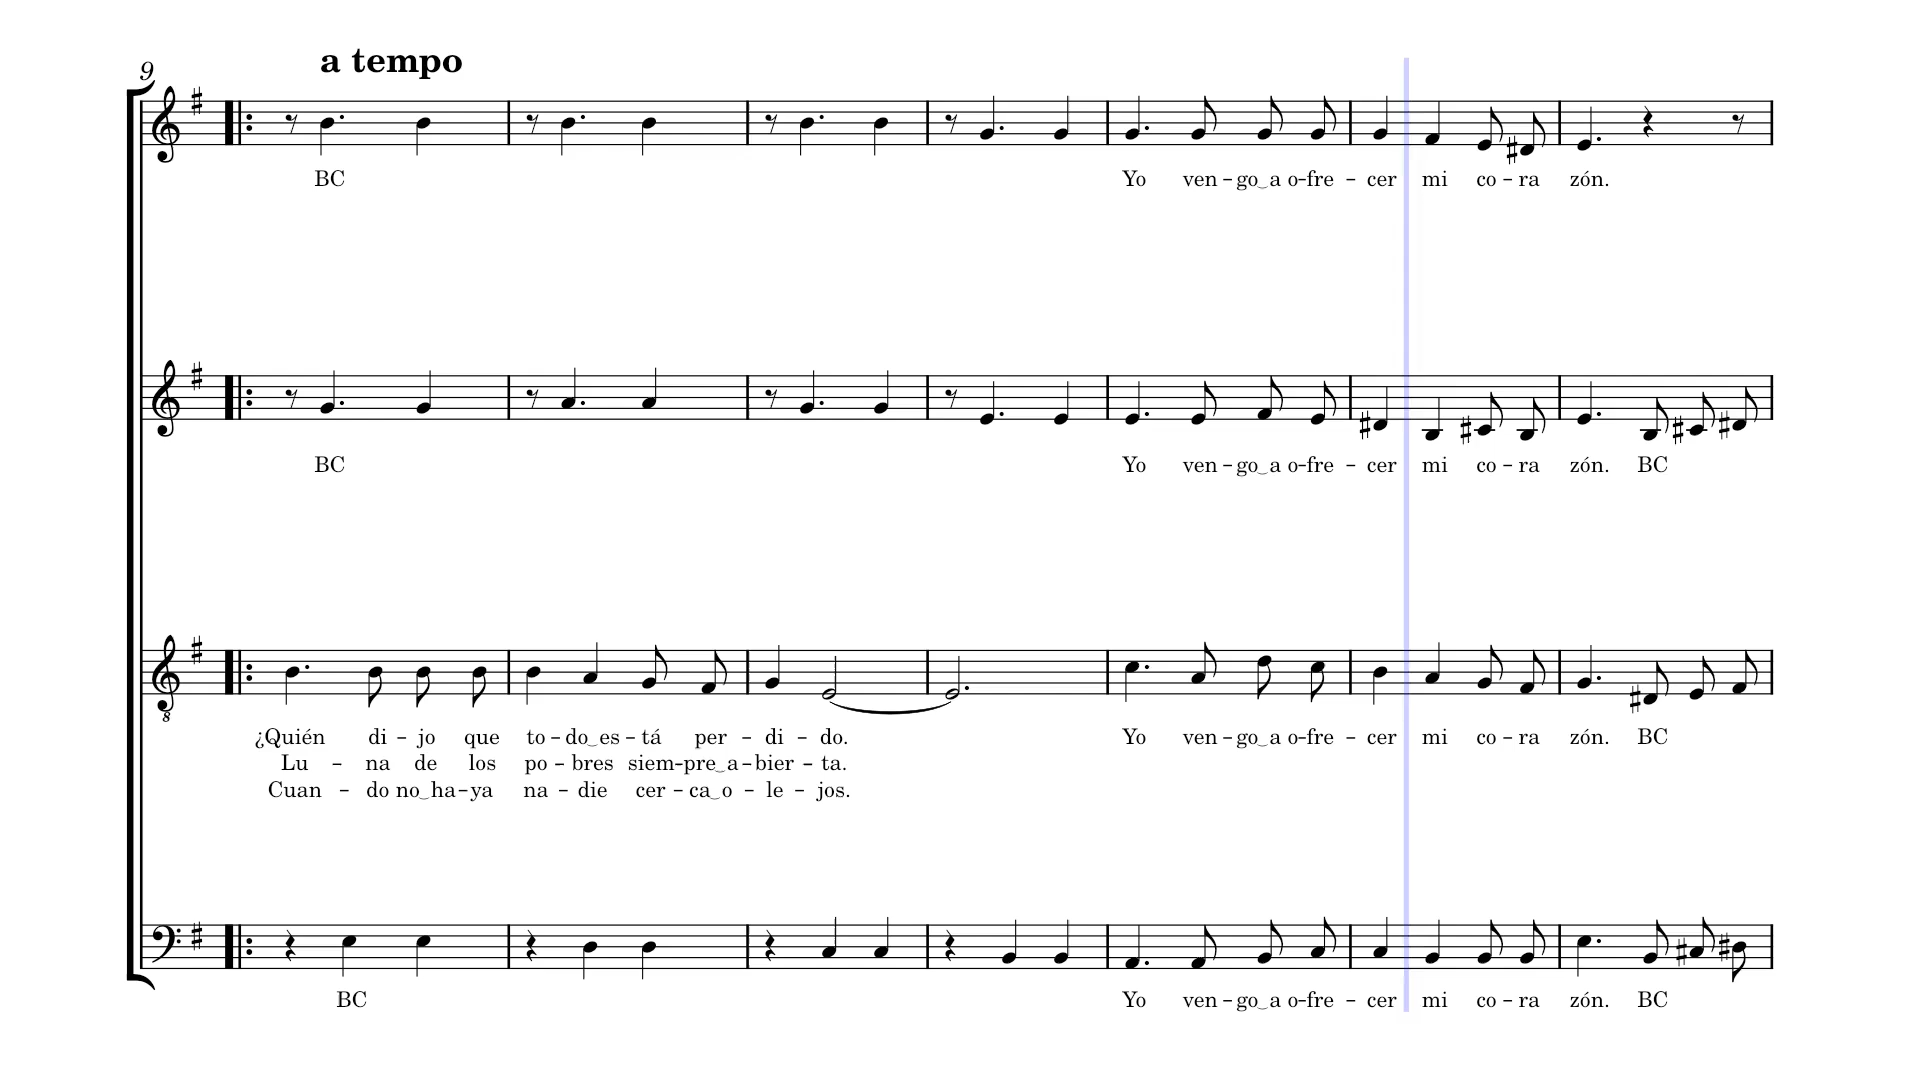 a tempo
9
BC Yo ven – go‿a o–fre – cer mi co – ra zón.
BC Yo ven – go‿a o–fre – cer mi co – ra zón. BC
¿Quién di – jo que to – do‿es – tá per – di – do. Yo ven – go‿a o–fre – cer mi co – ra zón. BC
Lu – na de los po – bres siem–pre‿a–bier – ta.
Cuan – do no‿ha–ya na – die cer – ca‿o – le – jos.
BC Yo ven – go‿a o–fre – cer mi co – ra zón. BC